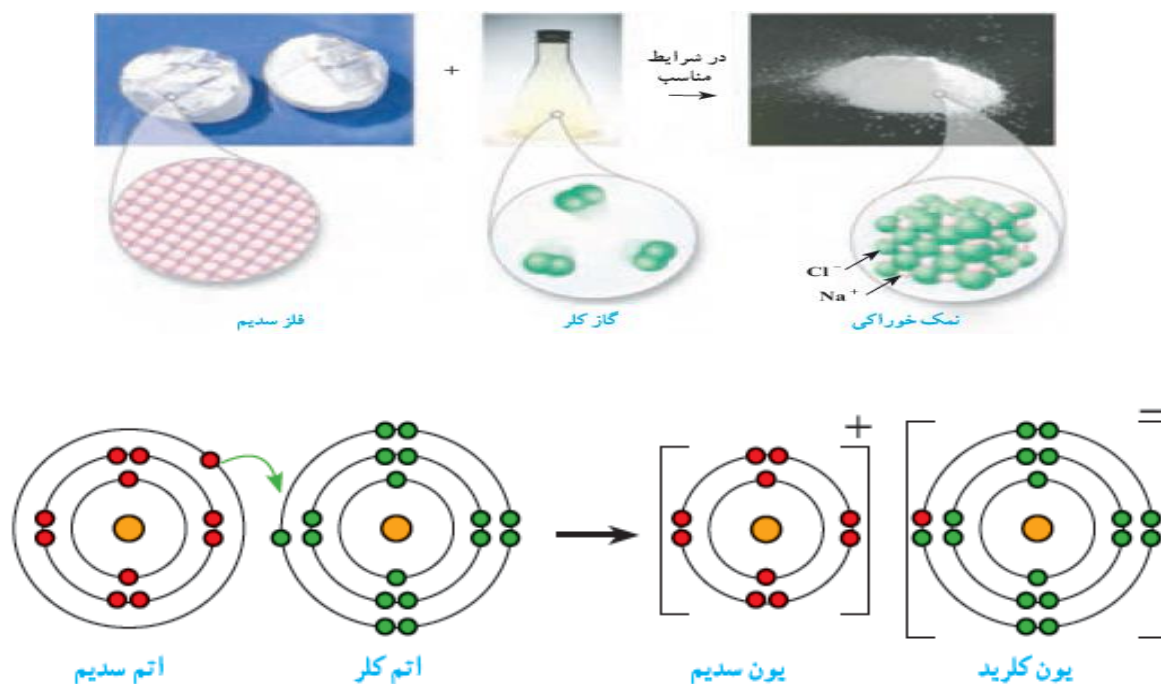 +
در شرایط
مناسب
Cl⁻
Na⁺
فلز سدیم
گاز کلر
نمک خوراکی
+
=
اتم سدیم
اتم کلر
یون سدیم
یون کلرید